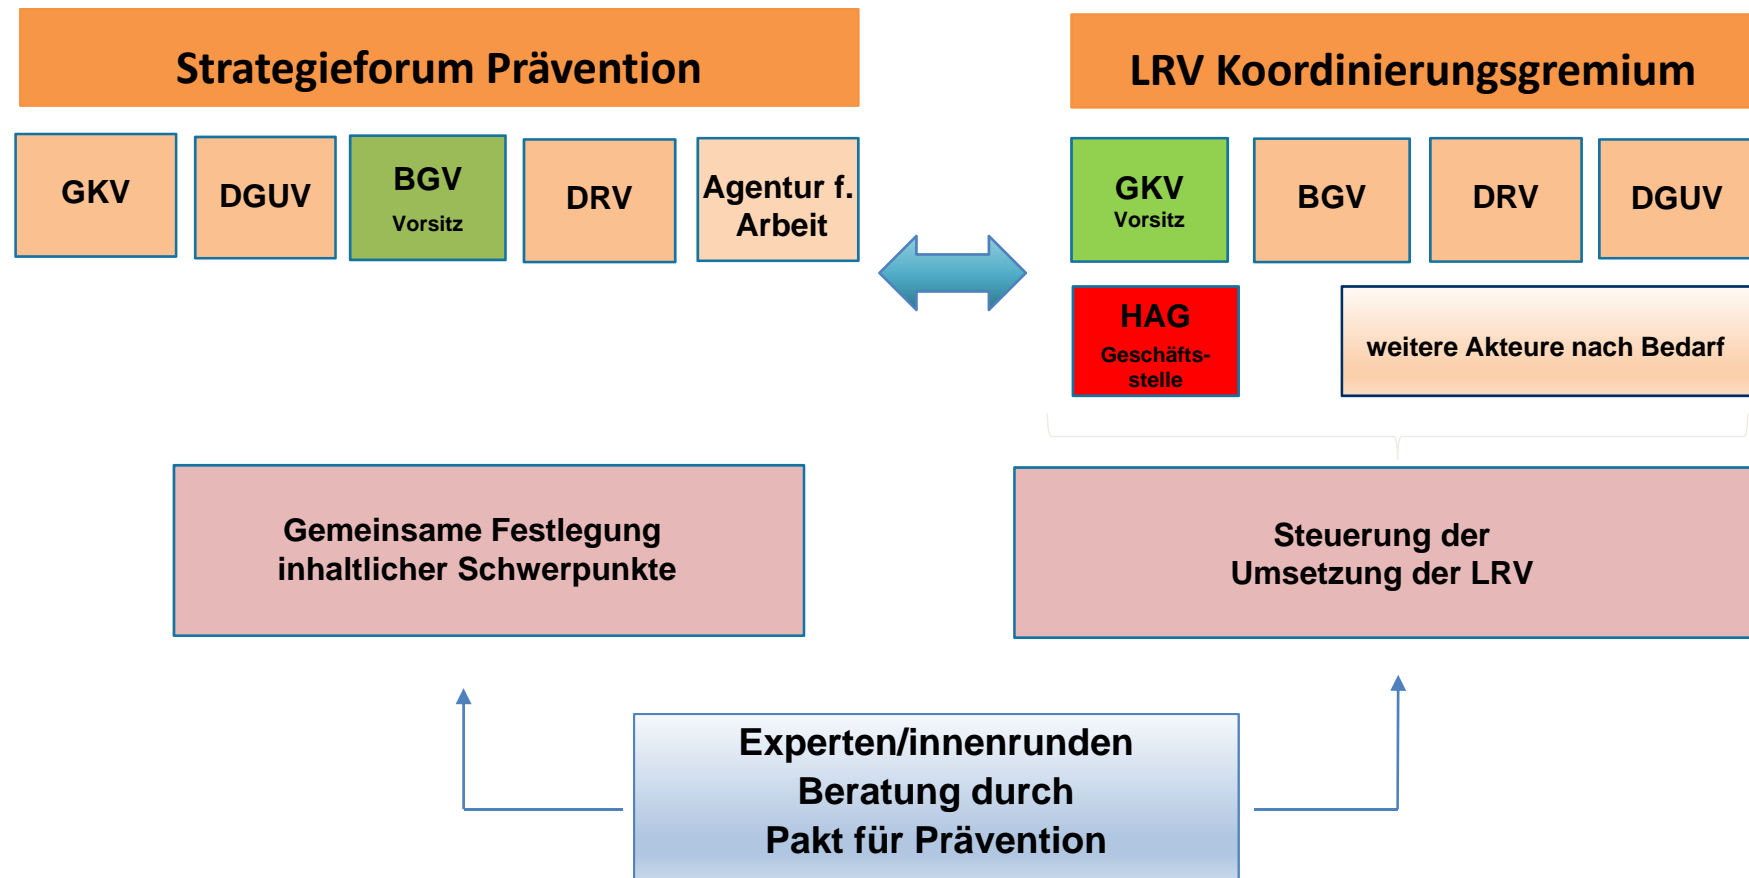 Strategieforum Prävention
GKV
DGUV
BGV
Vorsitz
DRV
Agentur f.
Arbeit
LRV Koordinierungsgremium
GKV
Vorsitz
BGV
DRV
DGUV
HAG
Geschäfts-
stelle
weitere Akteure nach Bedarf
Gemeinsame Festlegung
inhaltlicher Schwerpunkte
Steuerung der
Umsetzung der LRV
Experten/innenrunden
Beratung durch
Pakt für Prävention